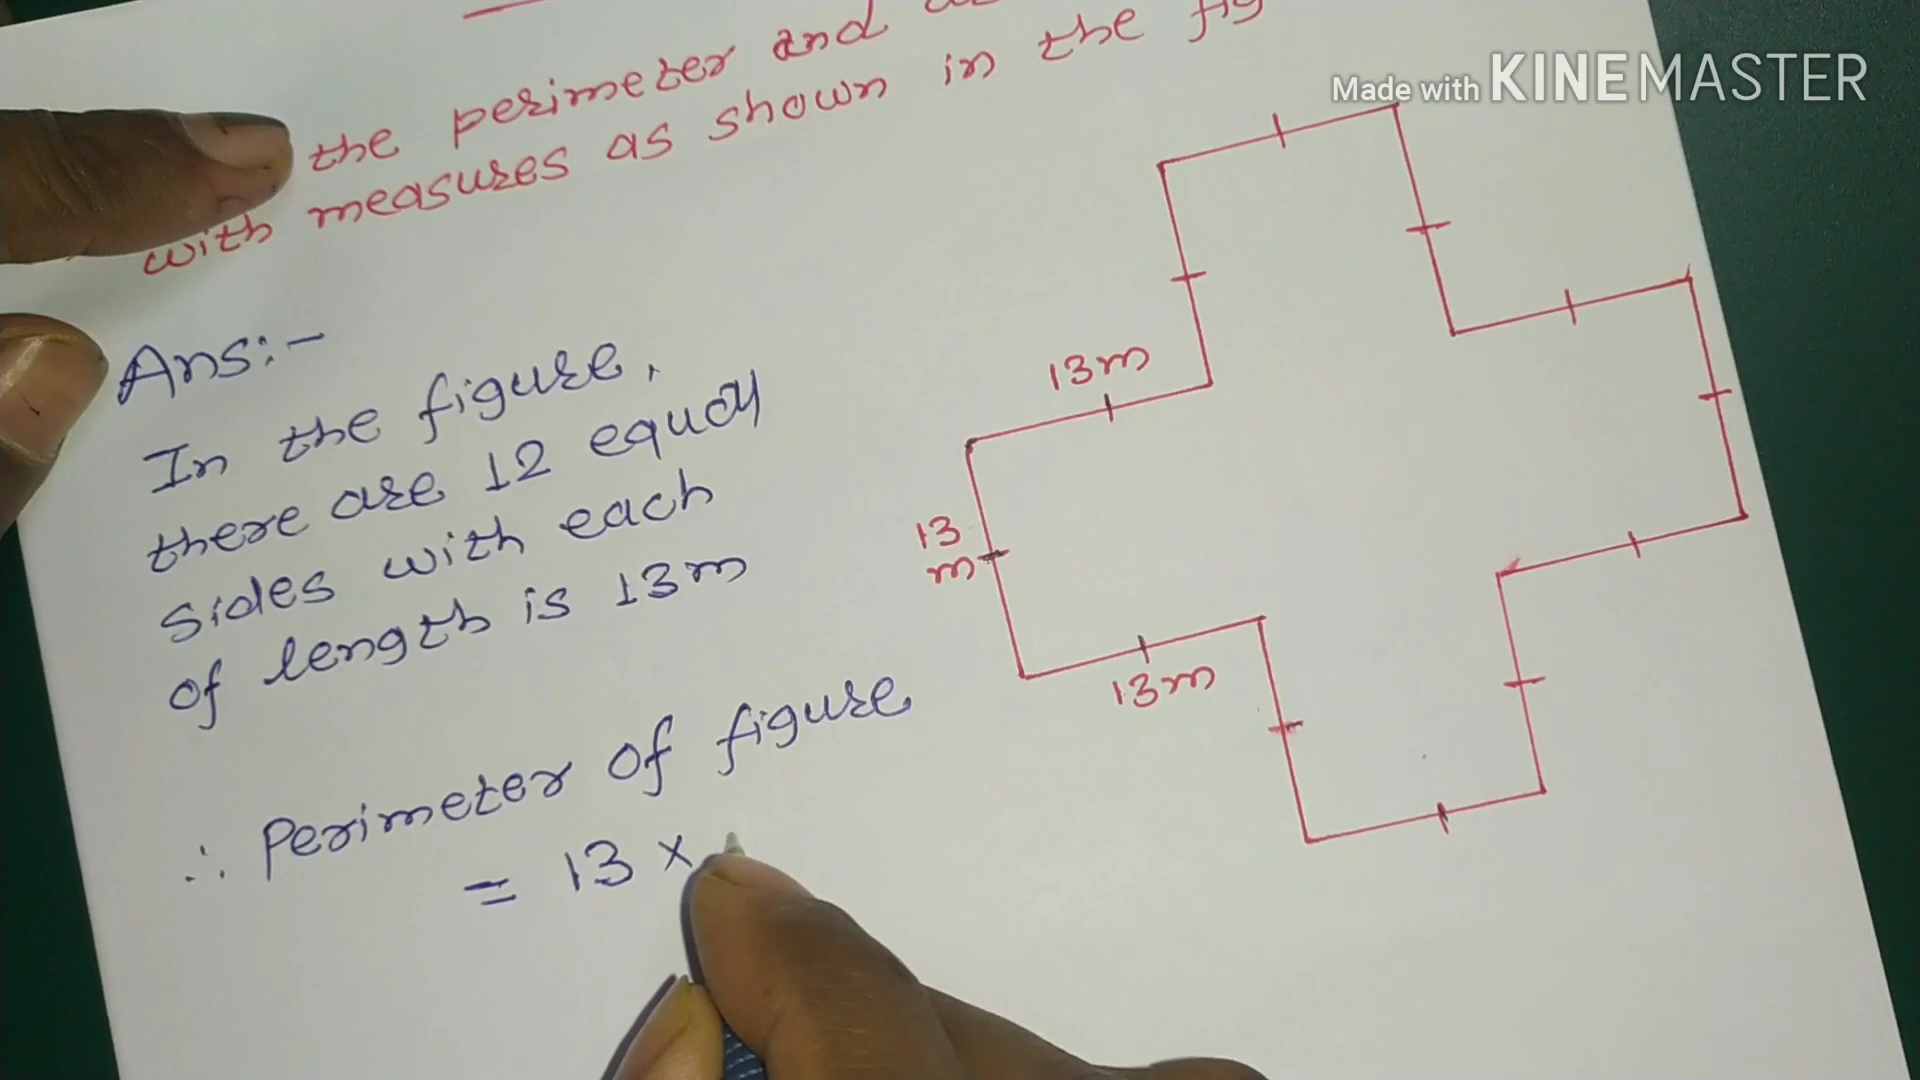 the perimeter and
with measures as shown in the fig
Made with KINEMASTER
Ans:-
In the figure,
there are 12 equal
sides with each
of length is 13m
∴ Perimeter of figure
= 13 ×
13m
13
m
13m